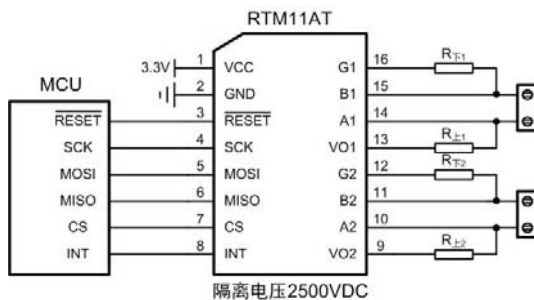 RTM11AT
MCU
3.3V
1 VCC G1 16 R下1
2 GND B1 15
RESET 3 RESET A1 14
SCK 4 SCK VO1 13 R上1
MOSI 5 MOSI G2 12 R下2
MISO 6 MISO B2 11
CS 7 CS A2 10
INT 8 INT VO2 9 R上2
隔离电压2500VDC